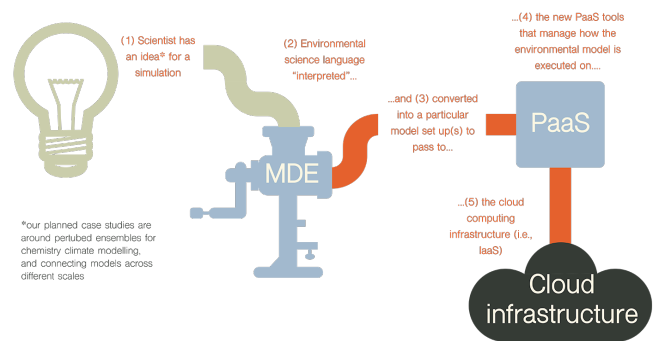 (1) Scientist has
an idea* for a
simulation
(2) Environmental
science language
“interpreted”...
...and (3) converted
into a particular
model set up(s) to
pass to...
...(4) the new PaaS tools
that manage how the
environmental model is
executed on....
MDE
PaaS
...(5) the cloud
computing
infrastructure (i.e.,
IaaS)
*our planned case studies are
around pertubed ensembles for
chemistry climate modelling,
and connecting models across
different scales
Cloud
infrastructure